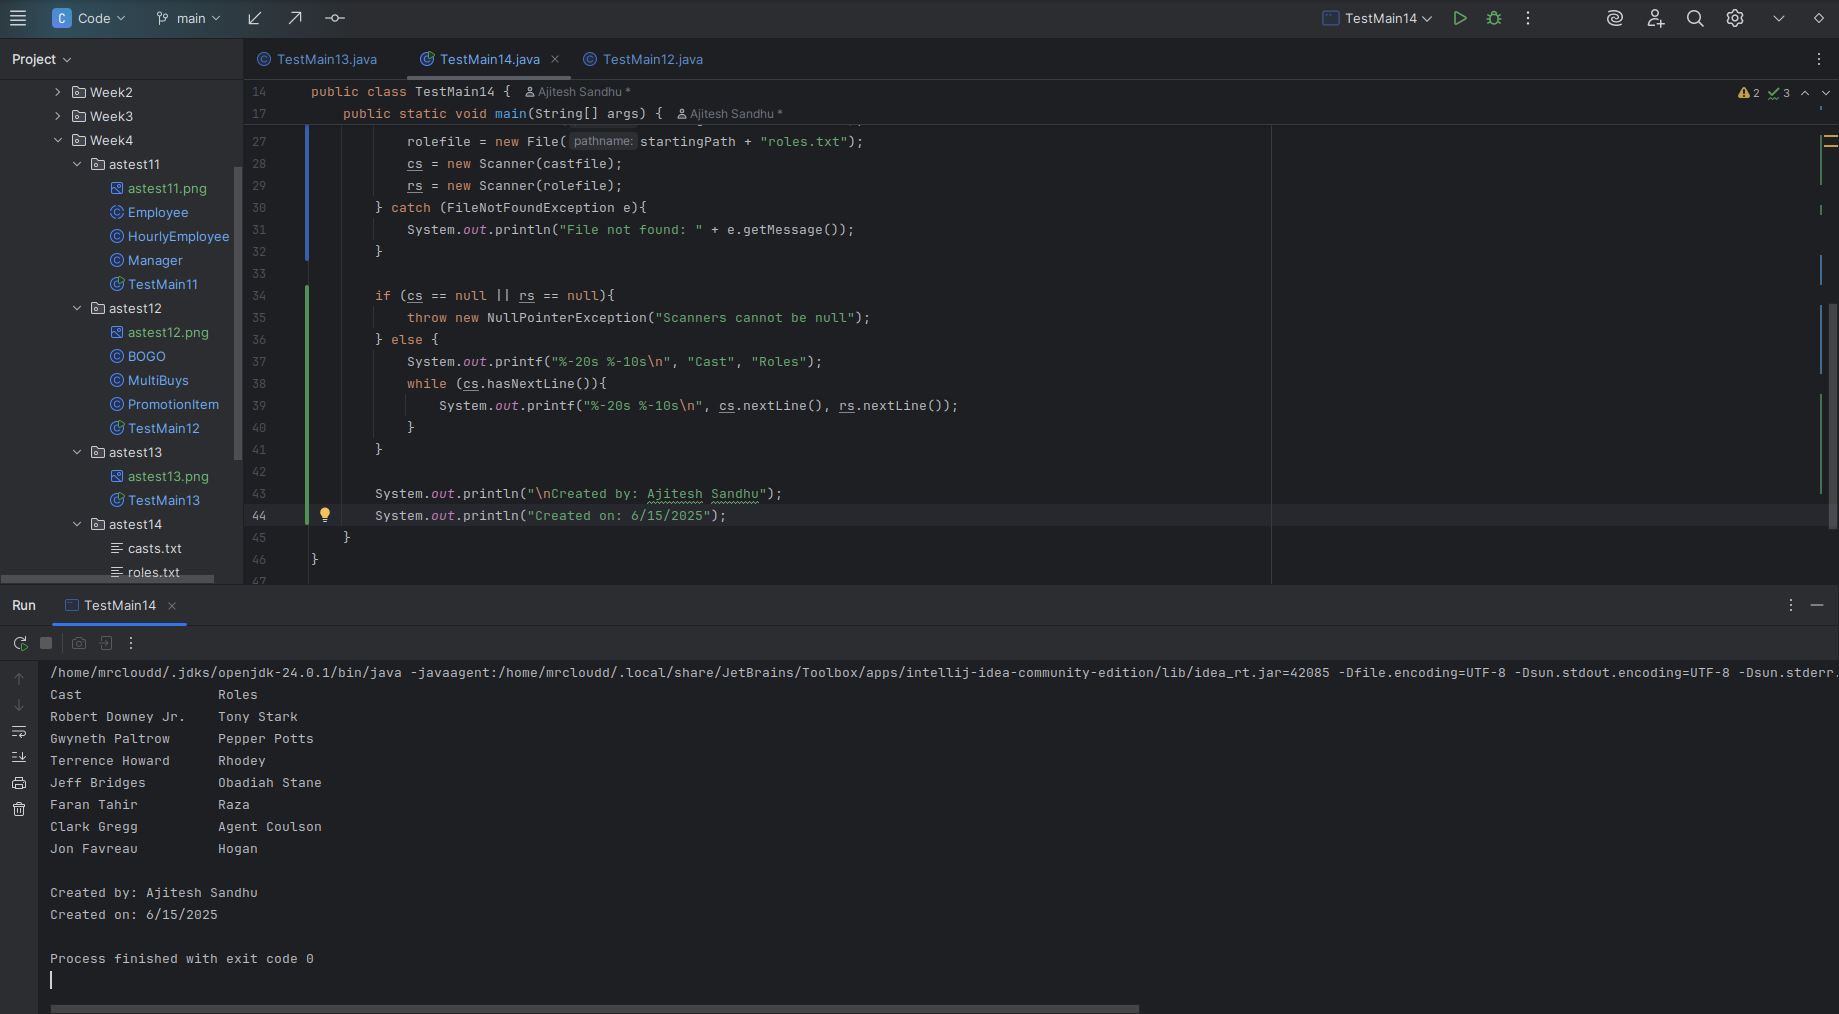 Code main TestMain14
Project
TestMain13.java TestMain14.java TestMain12.java
Week2
Week3
Week4
astest11
astest11.png
Employee
HourlyEmployee
Manager
TestMain11
astest12
astest12.png
BOGO
MultiBuys
PromotionItem
TestMain12
astest13
astest13.png
TestMain13
astest14
casts.txt
roles.txt
14 public class TestMain14 { Ajitesh Sandhu *
17 public static void main(String[] args) { Ajitesh Sandhu *
2 3
27 rolefile = new File( pathname: startingPath + "roles.txt");
28 cs = new Scanner(castfile);
29 rs = new Scanner(rolefile);
30 } catch (FileNotFoundException e){
31 System.out.println("File not found: " + e.getMessage());
32 }
33
34 if (cs == null || rs == null){
35 throw new NullPointerException("Scanners cannot be null");
36 } else {
37 System.out.printf("%-20s %-10s\n", "Cast", "Roles");
38 while (cs.hasNextLine()){
39 System.out.printf("%-20s %-10s\n", cs.nextLine(), rs.nextLine());
40 }
41 }
42
43 System.out.println("\nCreated by: Ajitesh Sandhu");
44 System.out.println("Created on: 6/15/2025");
45 }
46 }
47
Run TestMain14
/home/mrcloudd/.jdks/openjdk-24.0.1/bin/java -javaagent:/home/mrcloudd/.local/share/JetBrains/Toolbox/apps/intellij-idea-community-edition/lib/idea_rt.jar=42085 -Dfile.encoding=UTF-8 -Dsun.stdout.encoding=UTF-8 -Dsun.stderr.
Cast Roles
Robert Downey Jr. Tony Stark
Gwyneth Paltrow Pepper Potts
Terrence Howard Rhodey
Jeff Bridges Obadiah Stane
Faran Tahir Raza
Clark Gregg Agent Coulson
Jon Favreau Hogan
Created by: Ajitesh Sandhu
Created on: 6/15/2025
Process finished with exit code 0